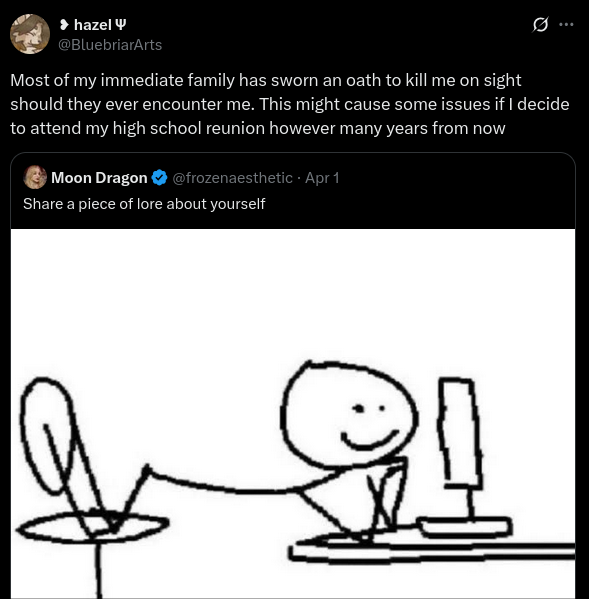 ❥ hazel Ψ
@BluebriarArts
Most of my immediate family has sworn an oath to kill me on sight
should they ever encounter me. This might cause some issues if I decide
to attend my high school reunion however many years from now
Moon Dragon @frozenaesthetic · Apr 1
Share a piece of lore about yourself